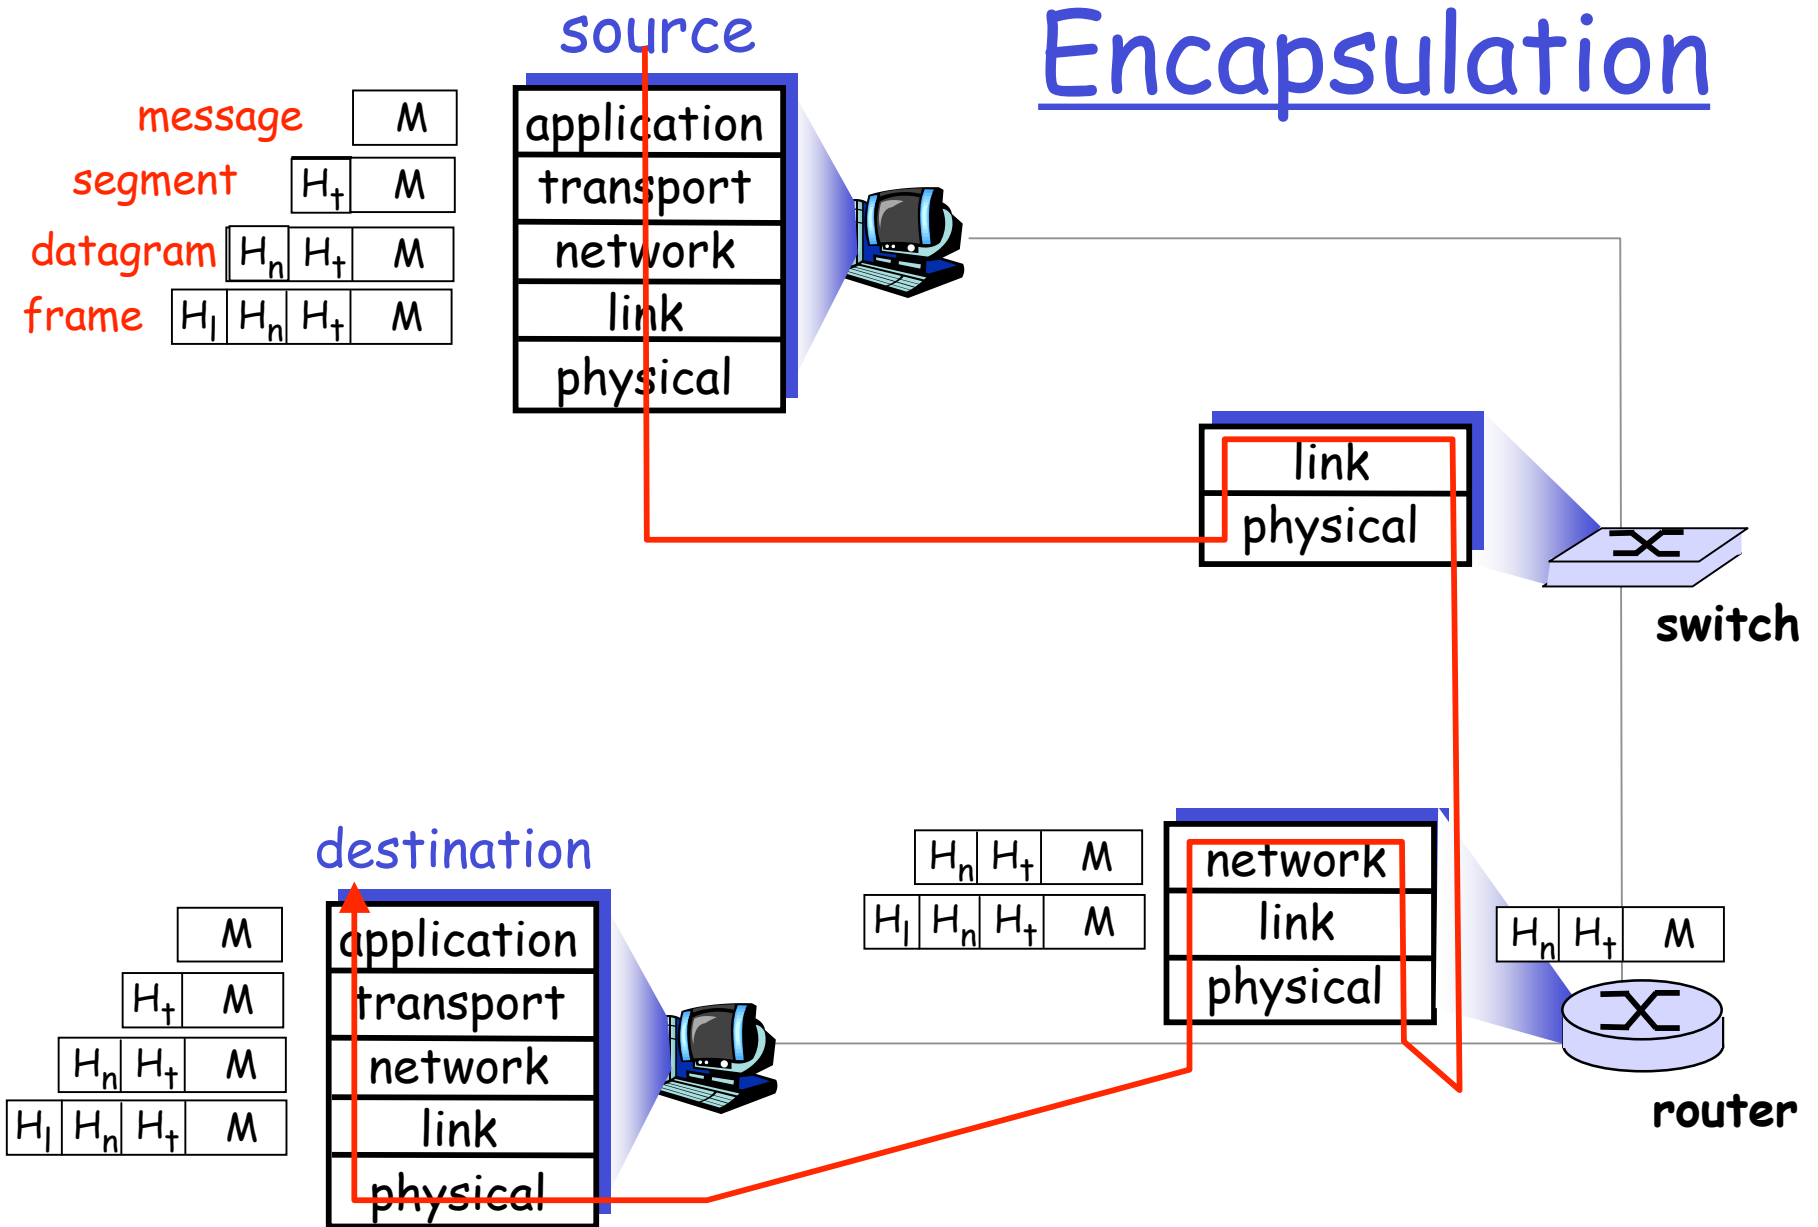 Encapsulation
source
message M
segment Ht M
datagram Hn Ht M
frame Hl Hn Ht M
application
transport
network
link
physical
link
physical
switch
network
link
physical
Hn Ht M
Hl Hn Ht M
Hn Ht M
router
destination
M
Ht M
Hn Ht M
Hl Hn Ht M
application
transport
network
link
physical